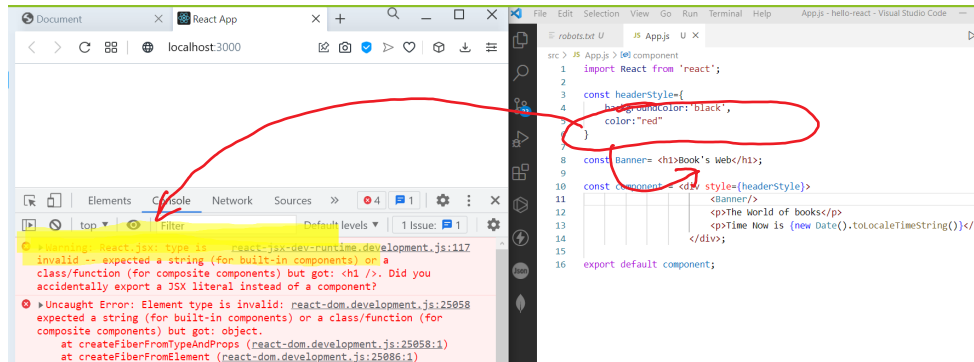 Document
React App
localhost:3000
Elements
Console
Network
Sources
4
1
top
Filter
Default levels
1 Issue:
1
Warning: React.jsx: type is
react-jsx-dev-runtime.development.js:117
invalid -- expected a string (for built-in components) or a
class/function (for composite components) but got: <h1 />. Did you
accidentally export a JSX literal instead of a component?
Uncaught Error: Element type is invalid:
react-dom.development.js:25058
expected a string (for built-in components) or a class/function (for
composite components) but got: object.
at createFiberFromTypeAndProps (react-dom.development.js:25058:1)
at createFiberFromElement (react-dom.development.js:25086:1)
File Edit Selection View Go Run Terminal Help
App.js - hello-react - Visual Studio Code
robots.txt U
JS App.js U
src > JS App.js > component
1 import React from 'react';
2
3 const headerStyle={
4 backgroundColor:'black',
5 color:"red"
6 }
7
8 const Banner= <h1>Book's Web</h1>;
9
10 const component = <div style={headerStyle}>
11 <Banner/>
12 <p>The World of books</p>
13 <p>Time Now is {new Date().toLocaleTimeString()}</
14 </div>;
15
16 export default component;
Json